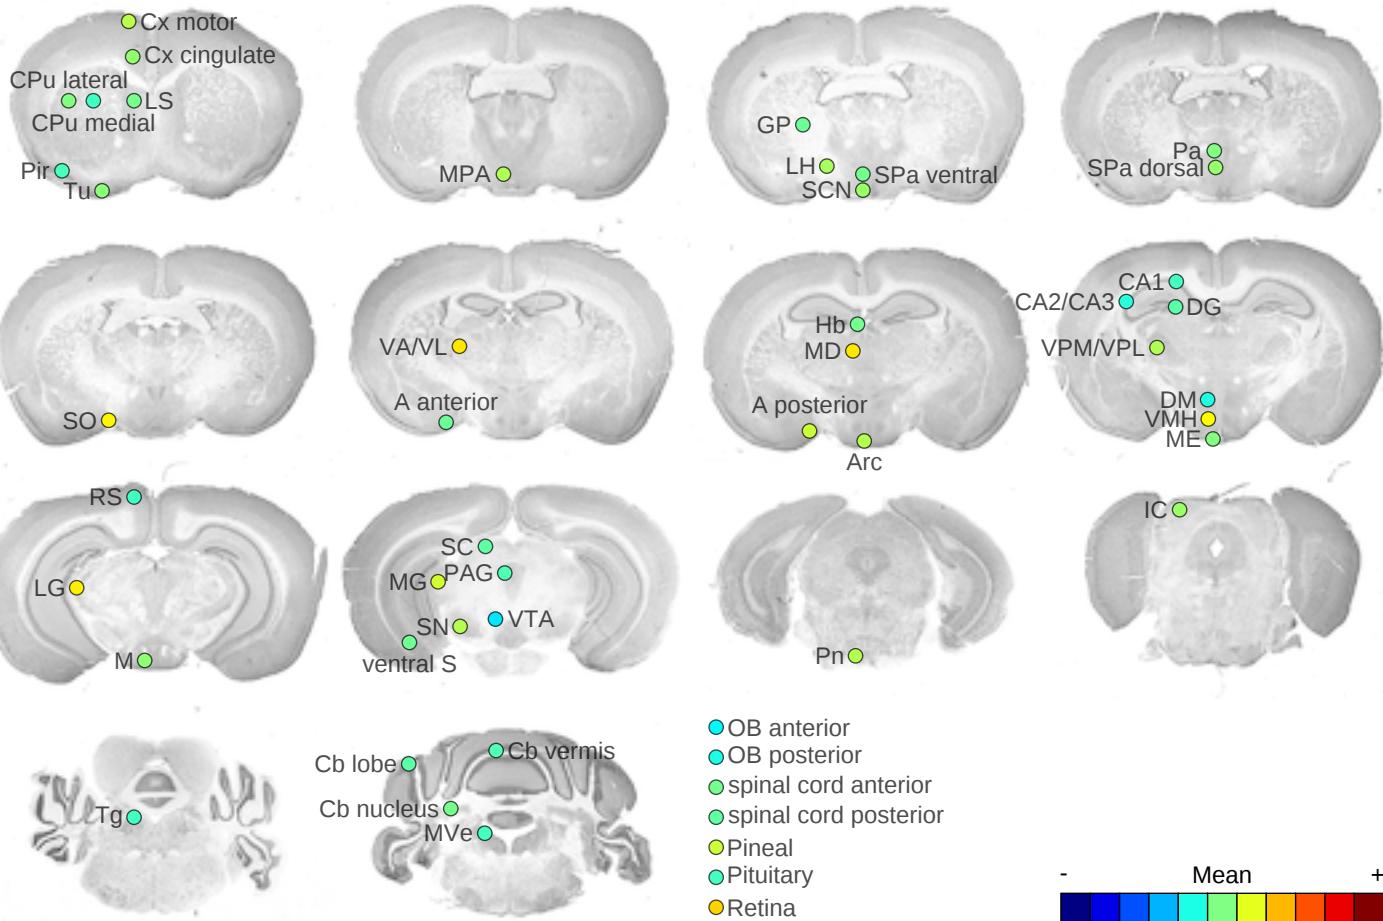 Cx motor
Cx cingulate
CPu lateral
LS
CPu medial
Pir
Tu
MPA
GP
LH
SPa ventral
SCN
Pa
SPa dorsal
SO
VA/VL
A anterior
Hb
MD
A posterior
Arc
CA1
CA2/CA3
DG
VPM/VPL
DM
VMH
ME
RS
LG
M
SC
PAG
MG
VTA
SN
ventral S
Pn
IC
Tg
Cb vermis
Cb lobe
Cb nucleus
MVe
OB anterior
OB posterior
spinal cord anterior
spinal cord posterior
Pineal
Pituitary
Retina
- Mean +